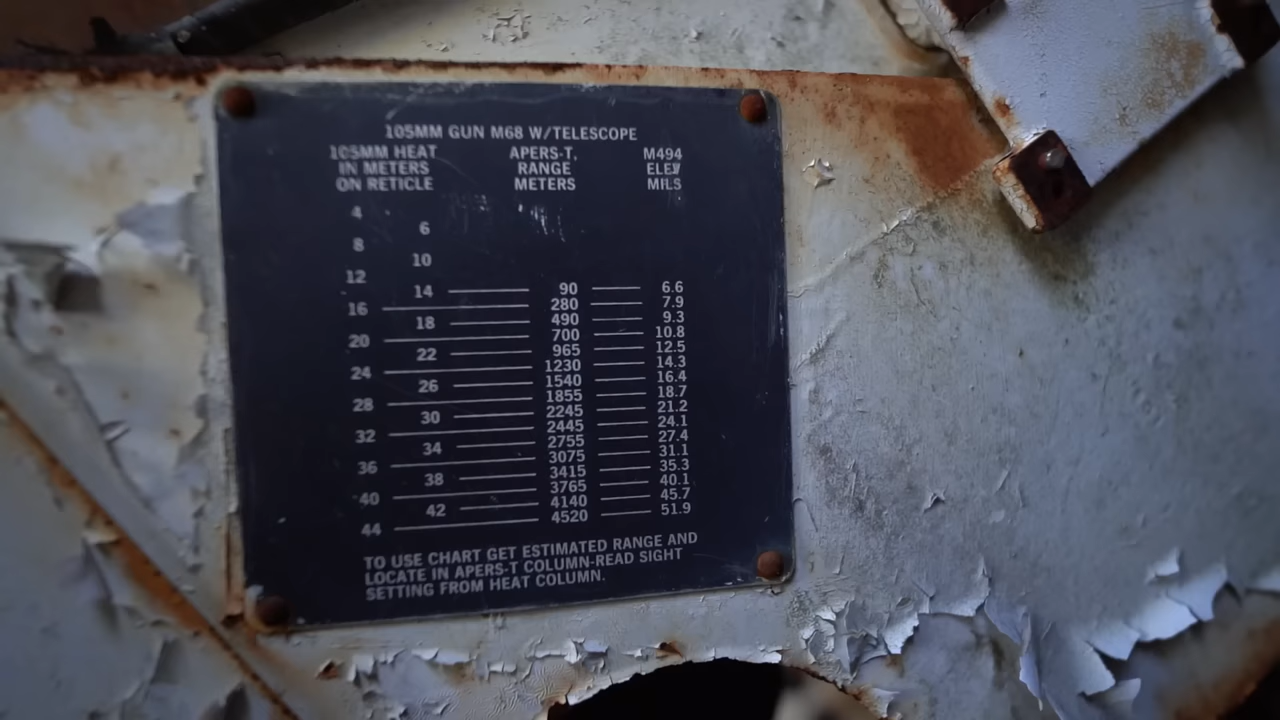 105MM GUN M68 W/TELESCOPE
105MM HEAT APERS-T, M494
IN METERS RANGE ELEV
ON RETICLE METERS MILS
4
6
8
10
12
14 90 6.6
16 280 7.9
18 490 9.3
20 700 10.8
22 965 12.5
24 1230 14.3
26 1540 16.4
28 1855 18.7
30 2245 21.2
32 2445 24.1
34 2755 27.4
36 3075 31.1
38 3415 35.3
40 3765 40.1
42 4140 45.7
44 4520 51.9
TO USE CHART GET ESTIMATED RANGE AND
LOCATE IN APERS-T COLUMN-READ SIGHT
SETTING FROM HEAT COLUMN.